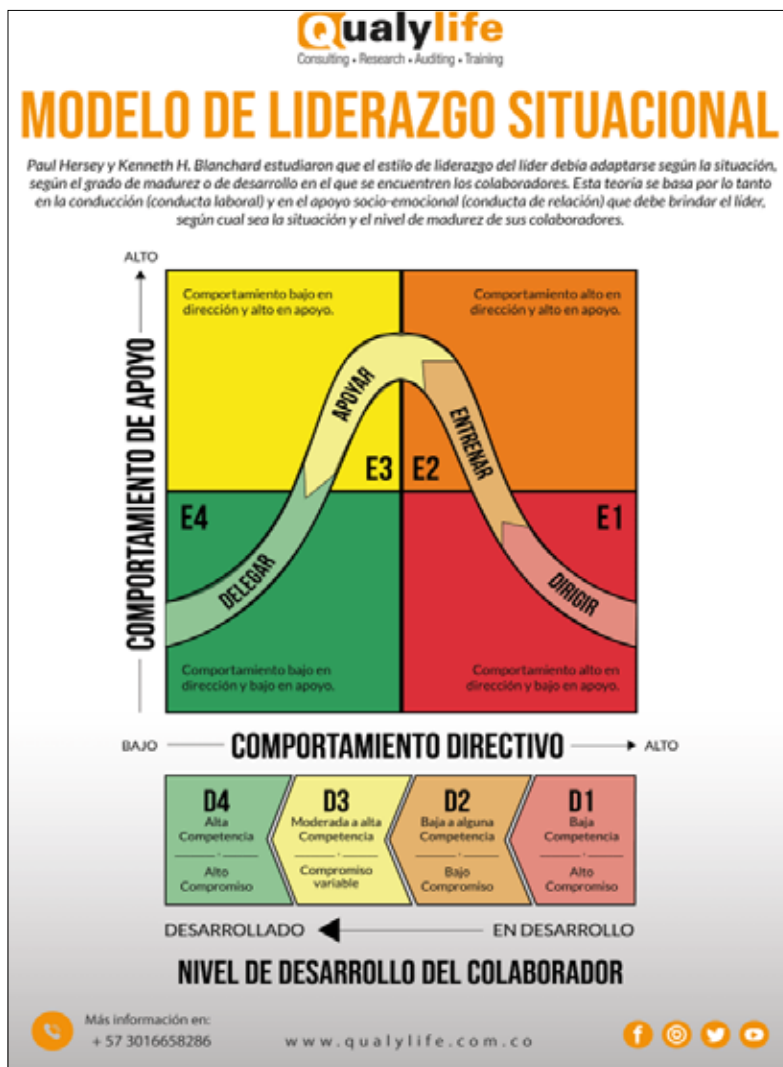 Qualylife
Consulting • Research • Auditing • Training
MODELO DE LIDERAZGO SITUACIONAL
Paul Hersey y Kenneth H. Blanchard estudiaron que el estilo de liderazgo del líder debía adaptarse según la situación,
según el grado de madurez o de desarrollo en el que se encuentren los colaboradores. Esta teoría se basa por lo tanto
en la conducción (conducta laboral) y en el apoyo socio-emocional (conducta de relación) que debe brindar el líder,
según cual sea la situación y el nivel de madurez de sus colaboradores.
ALTO
COMPORTAMIENTO DE APOYO
Comportamiento bajo en
dirección y alto en apoyo.
Comportamiento alto en
dirección y alto en apoyo.
APOYAR
ENTRENAR
E3
E2
E4
E1
DELEGAR
DIRIGIR
Comportamiento bajo en
dirección y bajo en apoyo.
Comportamiento alto en
dirección y bajo en apoyo.
BAJO
COMPORTAMIENTO DIRECTIVO
ALTO
D4
Alta
Competencia
Alto
Compromiso
D3
Moderada a alta
Competencia
Compromiso
variable
D2
Baja a alguna
Competencia
Bajo
Compromiso
D1
Baja
Competencia
Alto
Compromiso
DESARROLLADO
EN DESARROLLO
NIVEL DE DESARROLLO DEL COLABORADOR
Más información en:
+ 57 3016658286
www.qualylife.com.co